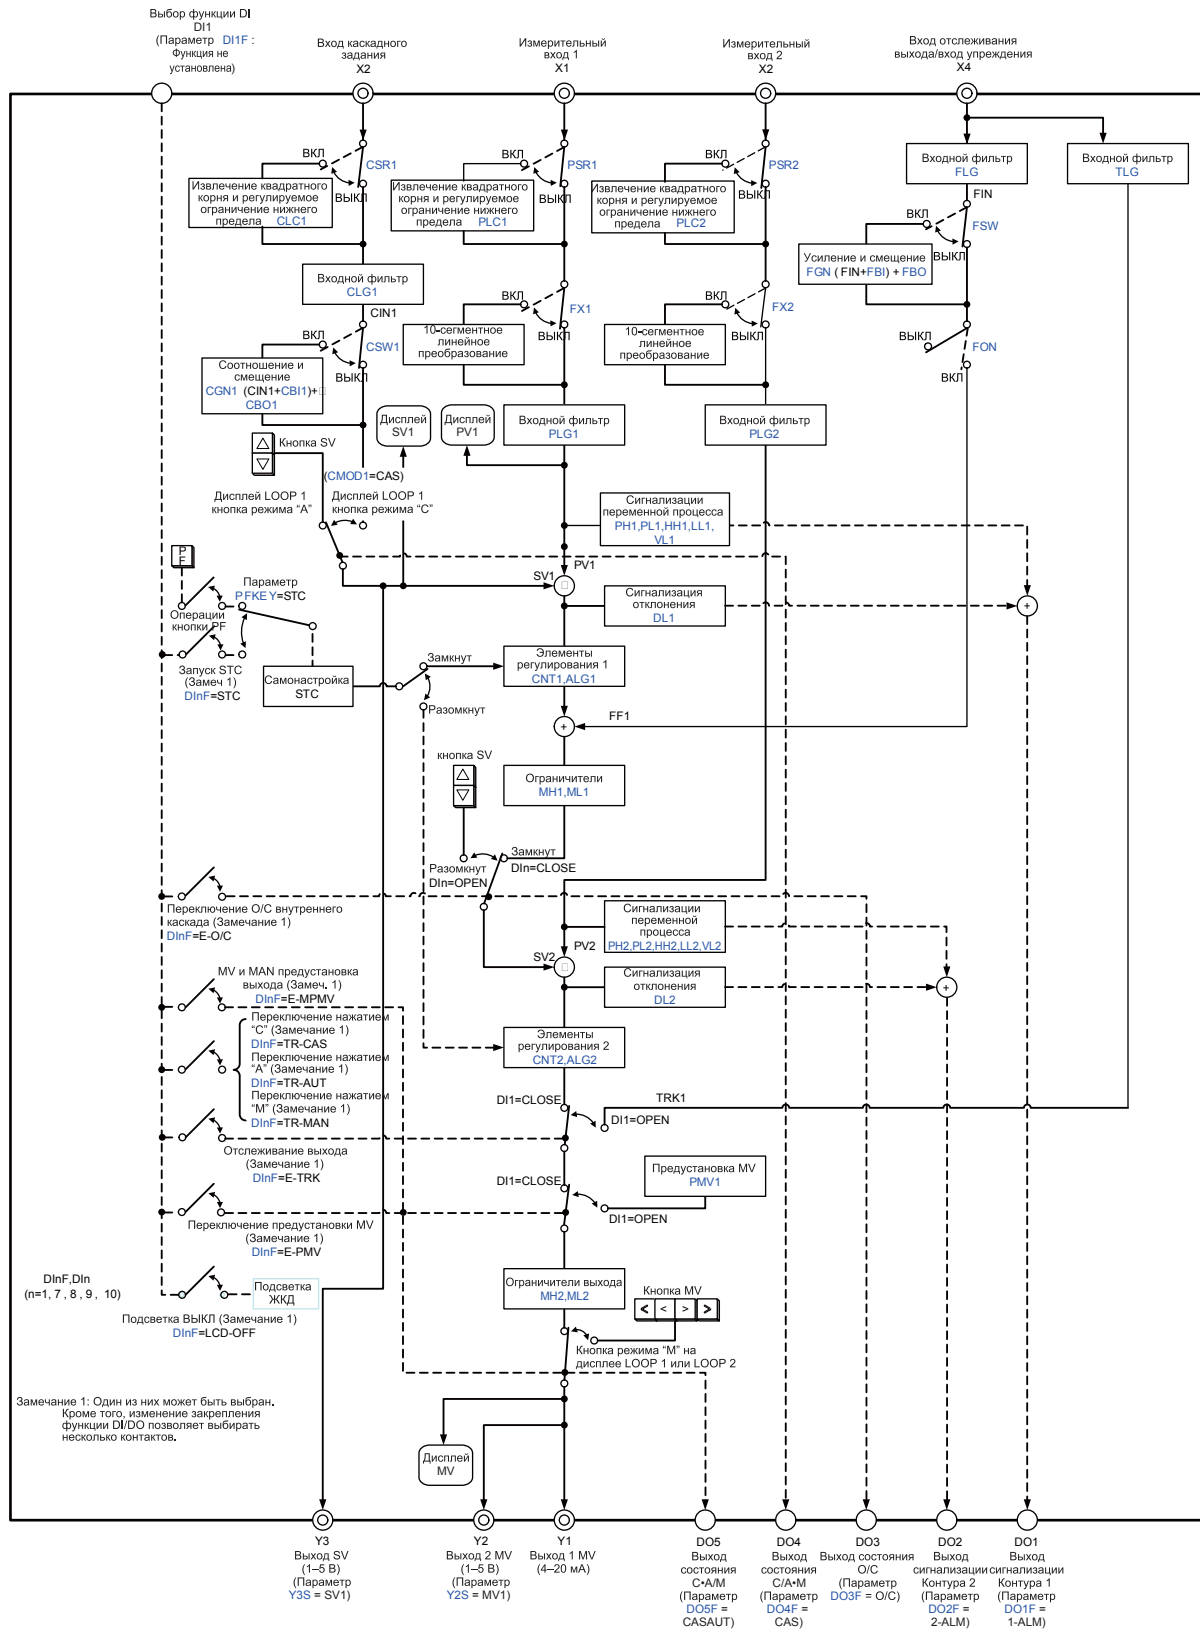 Выбор функции DI
DI1
(Параметр DI1F :
Функция не
установлена)
Вход каскадного
задания
X2
Измерительный
вход 1
X1
Измерительный
вход 2
X2
Вход отслеживания
выхода/вход упреждения
X4
ВКЛ
CSR1
ВЫКЛ
Извлечение квадратного
корня и регулируемое
ограничение нижнего
предела CLC1
ВКЛ
PSR1
ВЫКЛ
Извлечение квадратного
корня и регулируемое
ограничение нижнего
предела PLC1
ВКЛ
PSR2
ВЫКЛ
Извлечение квадратного
корня и регулируемое
ограничение нижнего
предела PLC2
Входной фильтр
FLG
Входной фильтр
TLG
FIN
ВКЛ
FSW
ВЫКЛ
Усиление и смещение
FGN ( FIN+FBI) + FBO
Входной фильтр
CLG1
CIN1
ВКЛ
CSW1
ВЫКЛ
Соотношение и
смещение
CGN1 (CIN1+CBI1)+
CBO1
ВКЛ
FX1
ВЫКЛ
10-сегментное
линейное
преобразование
ВКЛ
FX2
ВЫКЛ
10-сегментное
линейное
преобразование
ВЫКЛ
FON
ВКЛ
Дисплей
SV1
Дисплей
PV1
Входной фильтр
PLG1
Входной фильтр
PLG2
Кнопка SV
(CMOD1=CAS)
Дисплей LOOP 1
кнопка режима “A”
Дисплей LOOP 1
кнопка режима “C”
Сигнализации
переменной процесса
PH1,PL1,HH1,LL1,
VL1
PF
Параметр
PFKEY=STC
Операции
кнопки PF
SV1
PV1
Сигнализация
отклонения
DL1
+
Запуск STC
(Замеч 1)
DInF=STC
Самонастройка
STC
Замкнут
Разомкнут
Элементы
регулирования 1
CNT1,ALG1
+
FF1
кнопка SV
Ограничители
MH1,ML1
Замкнут
DIn=CLOSE
Разомкнут
DIn=OPEN
Переключение O/C внутреннего
каскада (Замечание 1)
DInF=E-O/C
Сигнализации
переменной
процесса
PH2,PL2,HH2,LL2,VL2
PV2
SV2
Сигнализация
отклонения
DL2
+
MV и MAN предустановка
выхода (Замеч. 1)
DInF=E-MPMV
Переключение нажатием
“C” (Замечание 1)
DInF=TR-CAS
Переключение нажатием
“A” (Замечание 1)
DInF=TR-AUT
Переключение нажатием
“M” (Замечание 1)
DInF=TR-MAN
Элементы
регулирования 2
CNT2,ALG2
DI1=CLOSE
TRK1
DI1=OPEN
Отслеживание выхода
(Замечание 1)
DInF=E-TRK
DI1=CLOSE
Предустановка MV
PMV1
DI1=OPEN
Переключение предустановки MV
(Замечание 1)
DInF=E-PMV
DInF,DIn
(n=1, 7 , 8 , 9 , 10)
Подсветка
ЖКД
Подсветка ВЫКЛ (Замечание 1)
DInF=LCD-OFF
Ограничители выхода
MH2,ML2
Кнопка MV
< < > >
Кнопка режима “M” на
дисплее LOOP 1 или LOOP 2
Замечание 1: Один из них может быть выбран.
Кроме того, изменение закрепления
функции DI/DO позволяет выбирать
несколько контактов.
Дисплей
MV
Y3
Выход SV
(1–5 В)
(Параметр
Y3S = SV1)
Y2
Выход 2 MV
(1–5 В)
(Параметр
Y2S = MV1)
Y1
Выход 1 MV
(4–20 мА)
DO5
Выход
состояния
C•A/M
(Параметр
DO5F =
CASAUT)
DO4
Выход
состояния
C/A•M
(Параметр
DO4F =
CAS)
DO3
Выход состояния
O/C
(Параметр
DO3F = O/C)
DO2
Выход
сигнализации
Контура 2
(Параметр
DO2F =
2-ALM)
DO1
Выход
сигнализации
Контура 1
(Параметр
DO1F =
1-ALM)